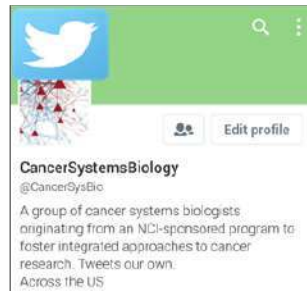 Edit profile
CancerSystemsBiology
@CancerSysBio
A group of cancer systems biologists
originating from an NCI-sponsored program to
foster integrated approaches to cancer
research. Tweets our own.
Across the US